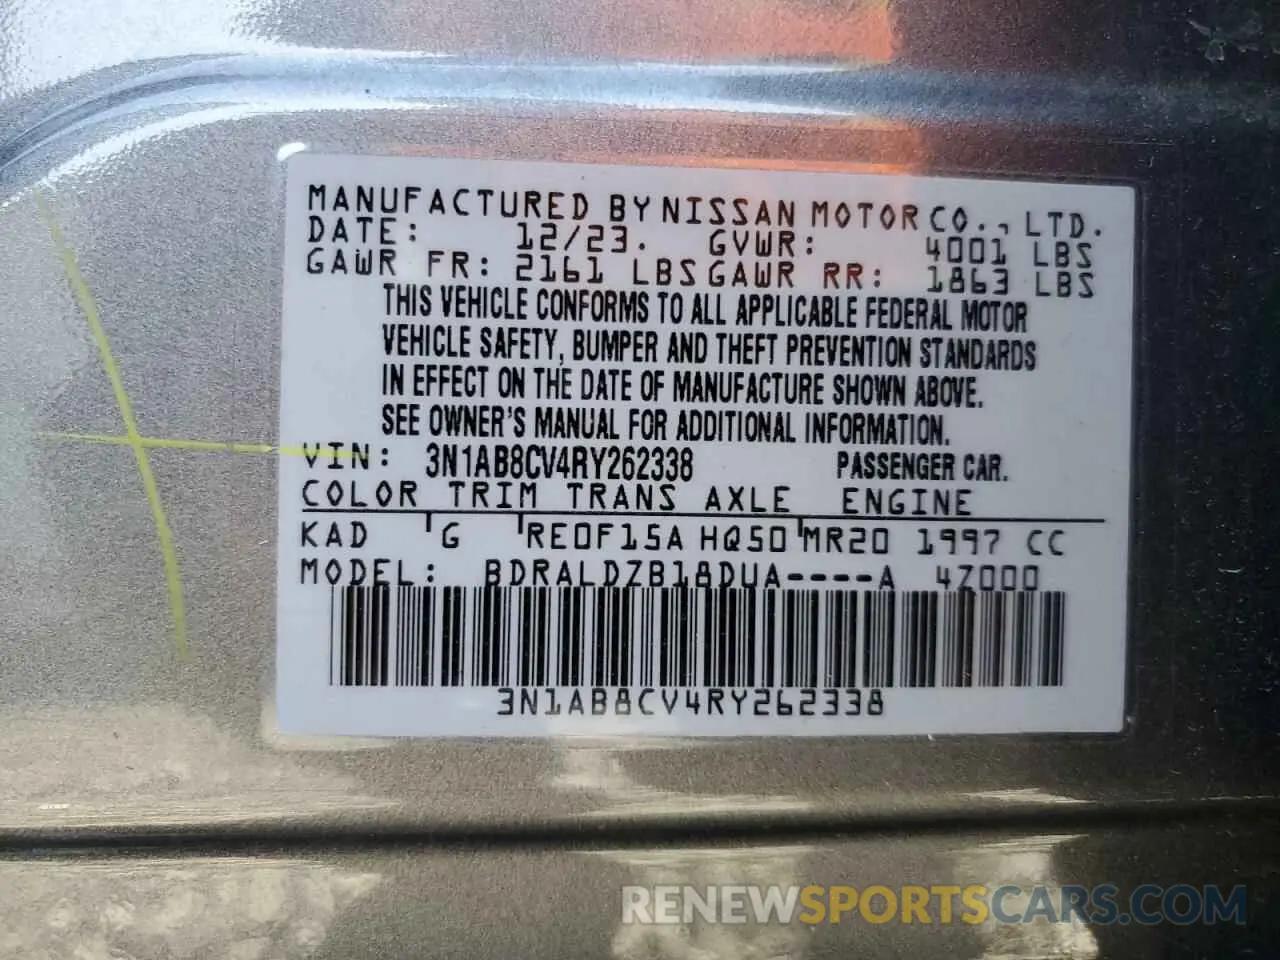 MANUFACTURED BY NISSAN MOTOR CO., LTD.
DATE: 12/23. GVWR: 4001 LBS
GAWR FR: 2161 LBS GAWR RR: 1863 LBS
THIS VEHICLE CONFORMS TO ALL APPLICABLE FEDERAL MOTOR
VEHICLE SAFETY, BUMPER AND THEFT PREVENTION STANDARDS
IN EFFECT ON THE DATE OF MANUFACTURE SHOWN ABOVE.
SEE OWNER'S MANUAL FOR ADDITIONAL INFORMATION.
VIN: 3N1AB8CV4RY262338 PASSENGER CAR.
COLOR TRIM TRANS AXLE ENGINE
KAD G RE0F15A HQ50 MR20 1997 CC
MODEL: BDRALDZB18DUA----A 4Z000
3N1AB8CV4RY262338
RENEWSPORTSCARS.COM